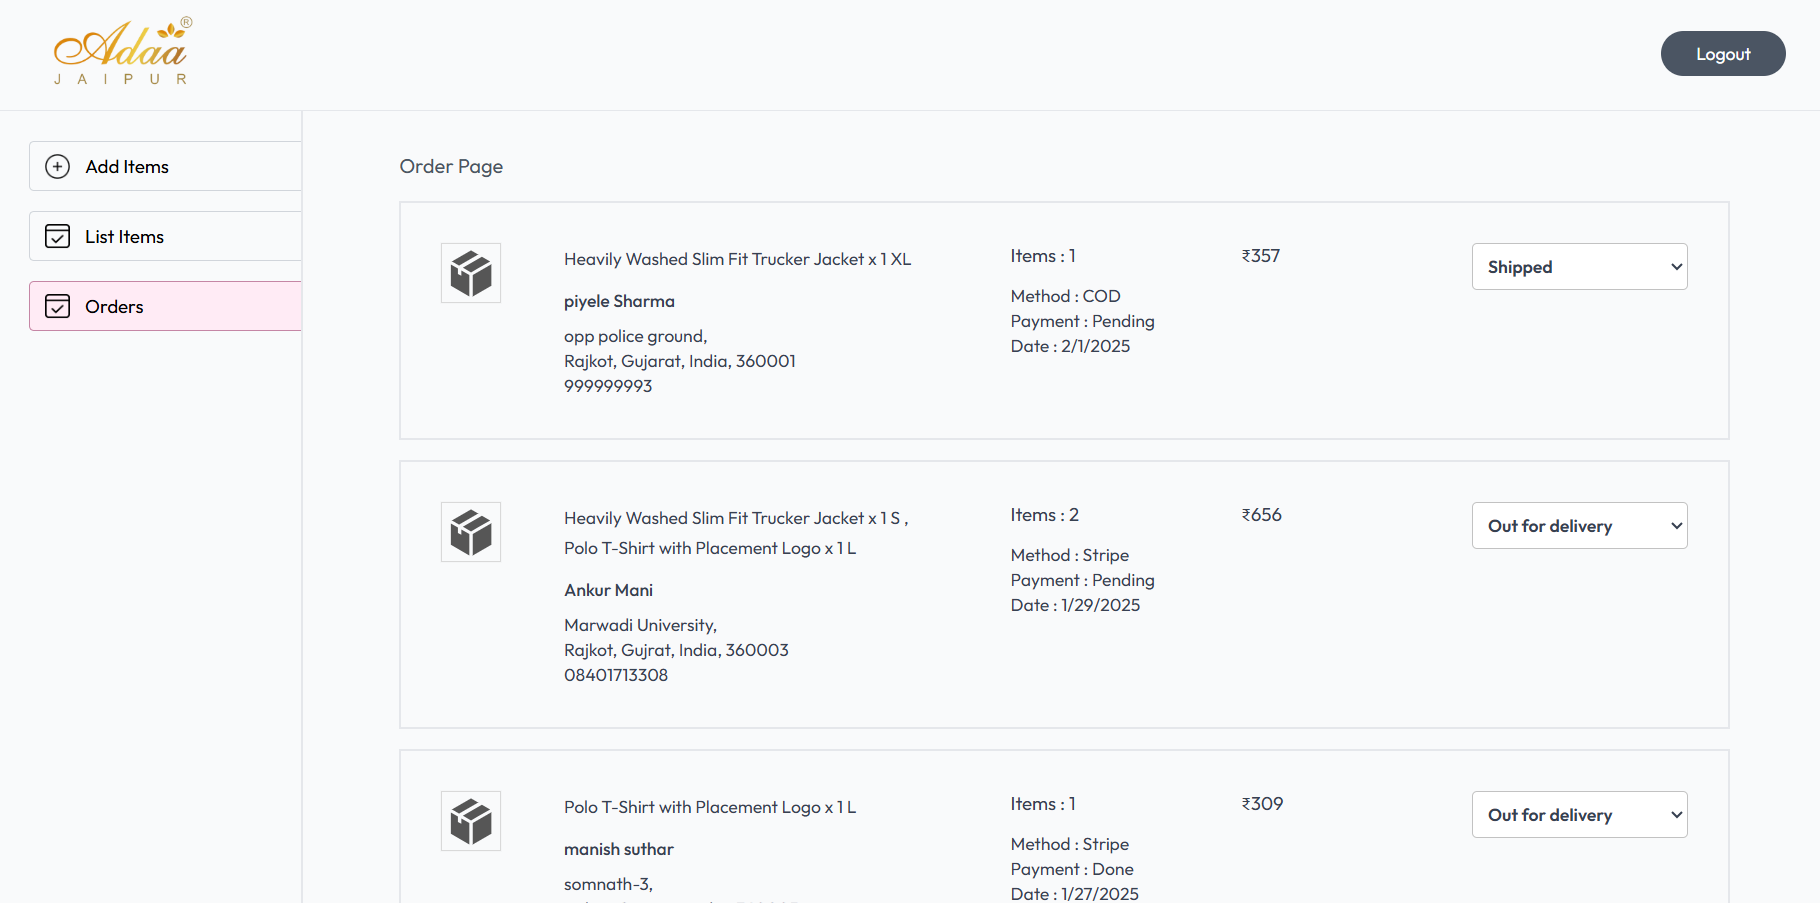 Adaa ®
JAIPUR
Logout
Add Items
List Items
Orders
Order Page
Heavily Washed Slim Fit Trucker Jacket x 1 XL
piyele Sharma
opp police ground,
Rajkot, Gujarat, India, 360001
999999993
Items : 1
Method : COD
Payment : Pending
Date : 2/1/2025
₹357
Shipped
Heavily Washed Slim Fit Trucker Jacket x 1 S ,
Polo T-Shirt with Placement Logo x 1 L
Ankur Mani
Marwadi University,
Rajkot, Gujrat, India, 360003
08401713308
Items : 2
Method : Stripe
Payment : Pending
Date : 1/29/2025
₹656
Out for delivery
Polo T-Shirt with Placement Logo x 1 L
manish suthar
somnath-3,
Items : 1
Method : Stripe
Payment : Done
Date : 1/27/2025
₹309
Out for delivery